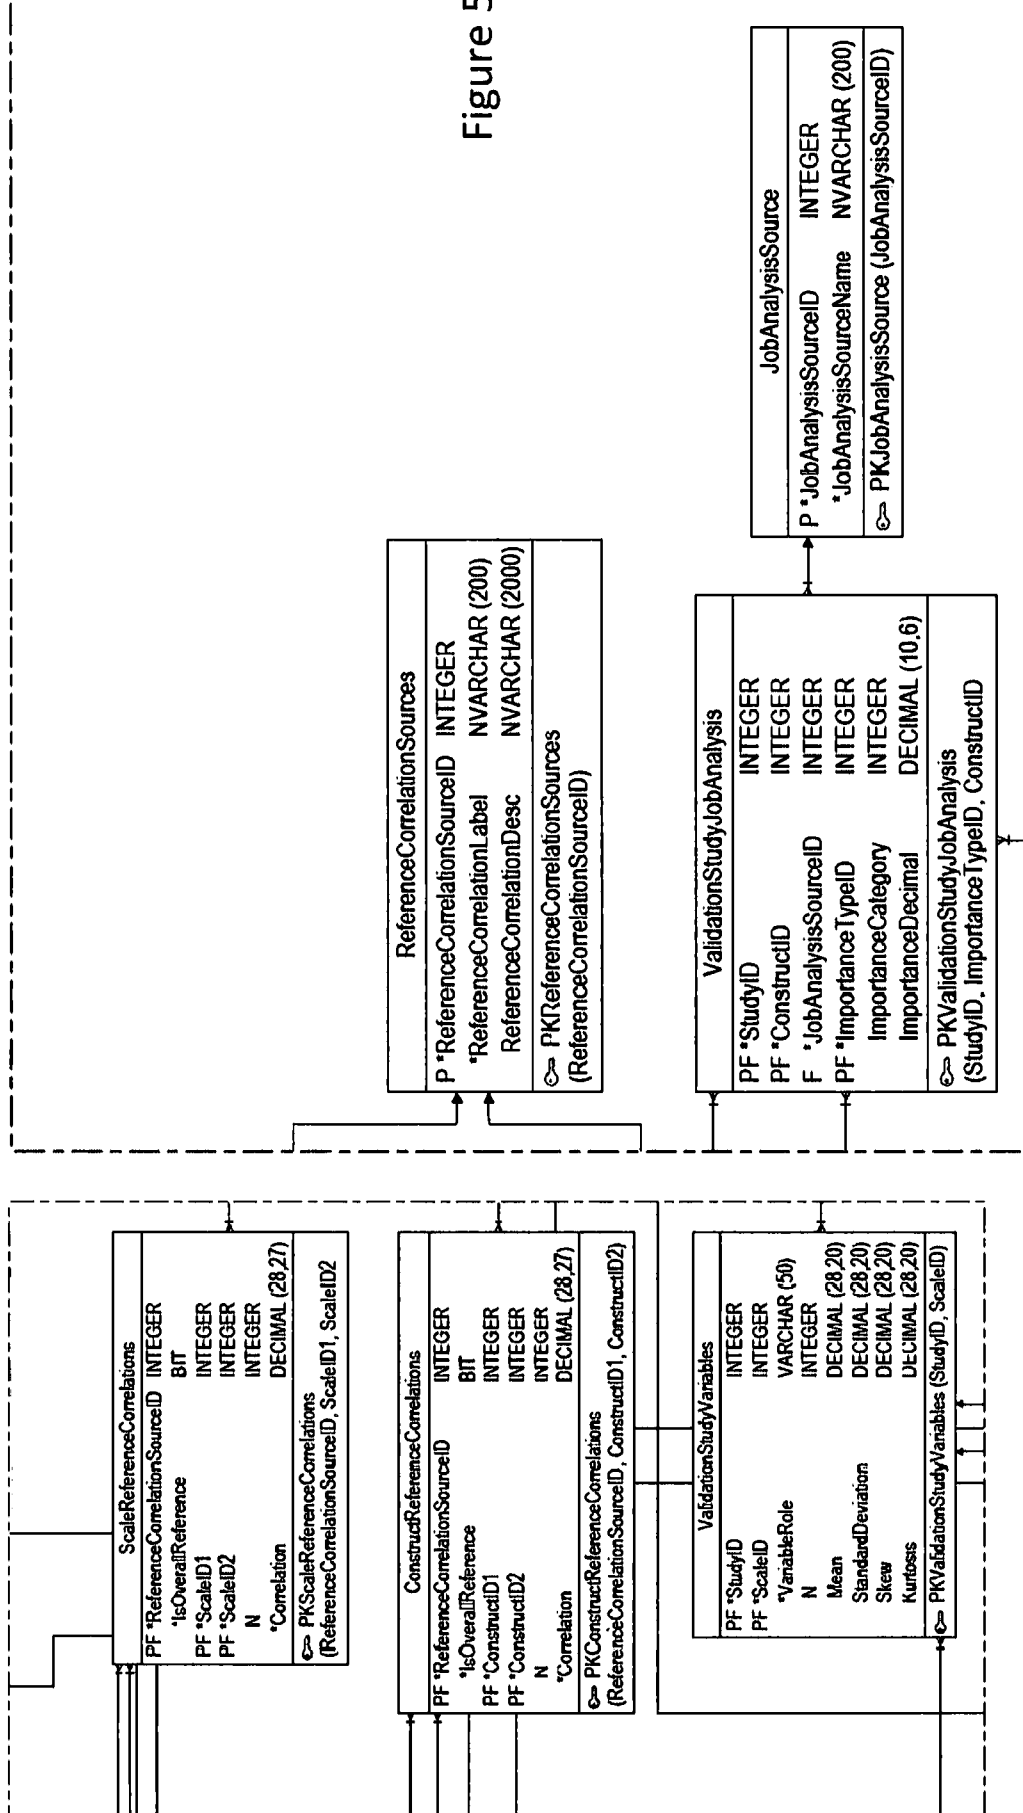 ScaleReferenceCorrelations
PF *ReferenceCorrelationSourceID INTEGER
*IsOverallReference BIT
PF *ScaleID1 INTEGER
PF *ScaleID2 INTEGER
N INTEGER
*Correlation DECIMAL (28,27)
PKScaleReferenceCorrelations
(ReferenceCorrelationSourceID, ScaleID1, ScaleID2
ConstructReferenceCorrelations
PF *ReferenceCorrelationSourceID INTEGER
*IsOverallReference BIT
PF *ConstructID1 INTEGER
PF *ConstructID2 INTEGER
N INTEGER
*Correlation DECIMAL (28,27)
PKConstructReferenceCorrelations
(ReferenceCorrelationSourceID, ConstructID1, ConstructID2)
ValidationStudyVariables
PF *StudyID INTEGER
PF *ScaleID INTEGER
*VariableRole VARCHAR (50)
N INTEGER
Mean DECIMAL (28,20)
StandardDeviation DECIMAL (28,20)
Skew DECIMAL (28,20)
Kurtosis DECIMAL (28,20)
PKValidationStudyVariables (StudyID, ScaleID)
ReferenceCorrelationSources
P *ReferenceCorrelationSourceID INTEGER
*ReferenceCorrelationLabel NVARCHAR (200)
ReferenceCorrelationDesc NVARCHAR (2000)
PKReferenceCorrelationSources
(ReferenceCorrelationSourceID)
ValidationStudyJobAnalysis
PF *StudyID INTEGER
PF *ConstructID INTEGER
F *JobAnalysisSourceID INTEGER
PF *ImportanceTypeID INTEGER
ImportanceCategory INTEGER
ImportanceDecimal DECIMAL (10,6)
PKValidationStudyJobAnalysis
(StudyID, ImportanceTypeID, ConstructID
JobAnalysisSource
P *JobAnalysisSourceID INTEGER
*JobAnalysisSourceName NVARCHAR (200)
PKJobAnalysisSource (JobAnalysisSourceID)
Figure 5